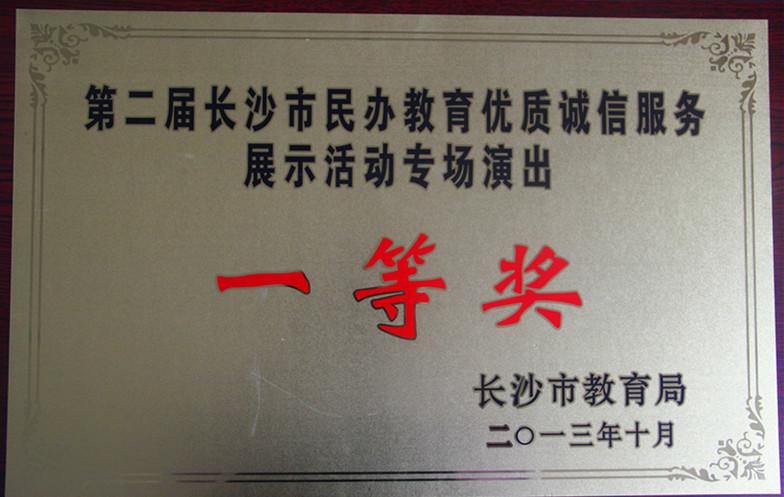 第二届长沙市民办教育优质诚信服务
展示活动专场演出
一等奖
长沙市教育局
二〇一三年十月